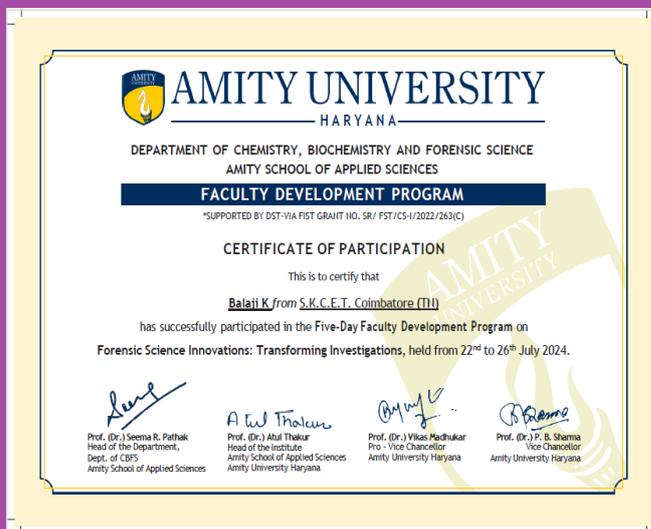 AMITY
UNIVERSITY
AMITY UNIVERSITY
HARYANA
DEPARTMENT OF CHEMISTRY, BIOCHEMISTRY AND FORENSIC SCIENCE
AMITY SCHOOL OF APPLIED SCIENCES
FACULTY DEVELOPMENT PROGRAM
*SUPPORTED BY DST-VIA FIST GRANT NO. SR/ FST/CS-I/2022/263(C)
CERTIFICATE OF PARTICIPATION
This is to certify that
Balaji K from S.K.C.E.T. Coimbatore (TN)
has successfully participated in the Five-Day Faculty Development Program on
Forensic Science Innovations: Transforming Investigations, held from 22nd to 26th July 2024.
AMITY
UNIVERSITY
Atul Thakur
Prof. (Dr.) Seema R. Pathak
Head of the Department,
Dept. of CBFS
Amity School of Applied Sciences
Prof. (Dr.) Atul Thakur
Head of the Institute
Amity School of Applied Sciences
Amity University Haryana
Prof. (Dr.) Vikas Madhukar
Pro - Vice Chancellor
Amity University Haryana
Prof. (Dr.) P. B. Sharma
Vice Chancellor
Amity University Haryana